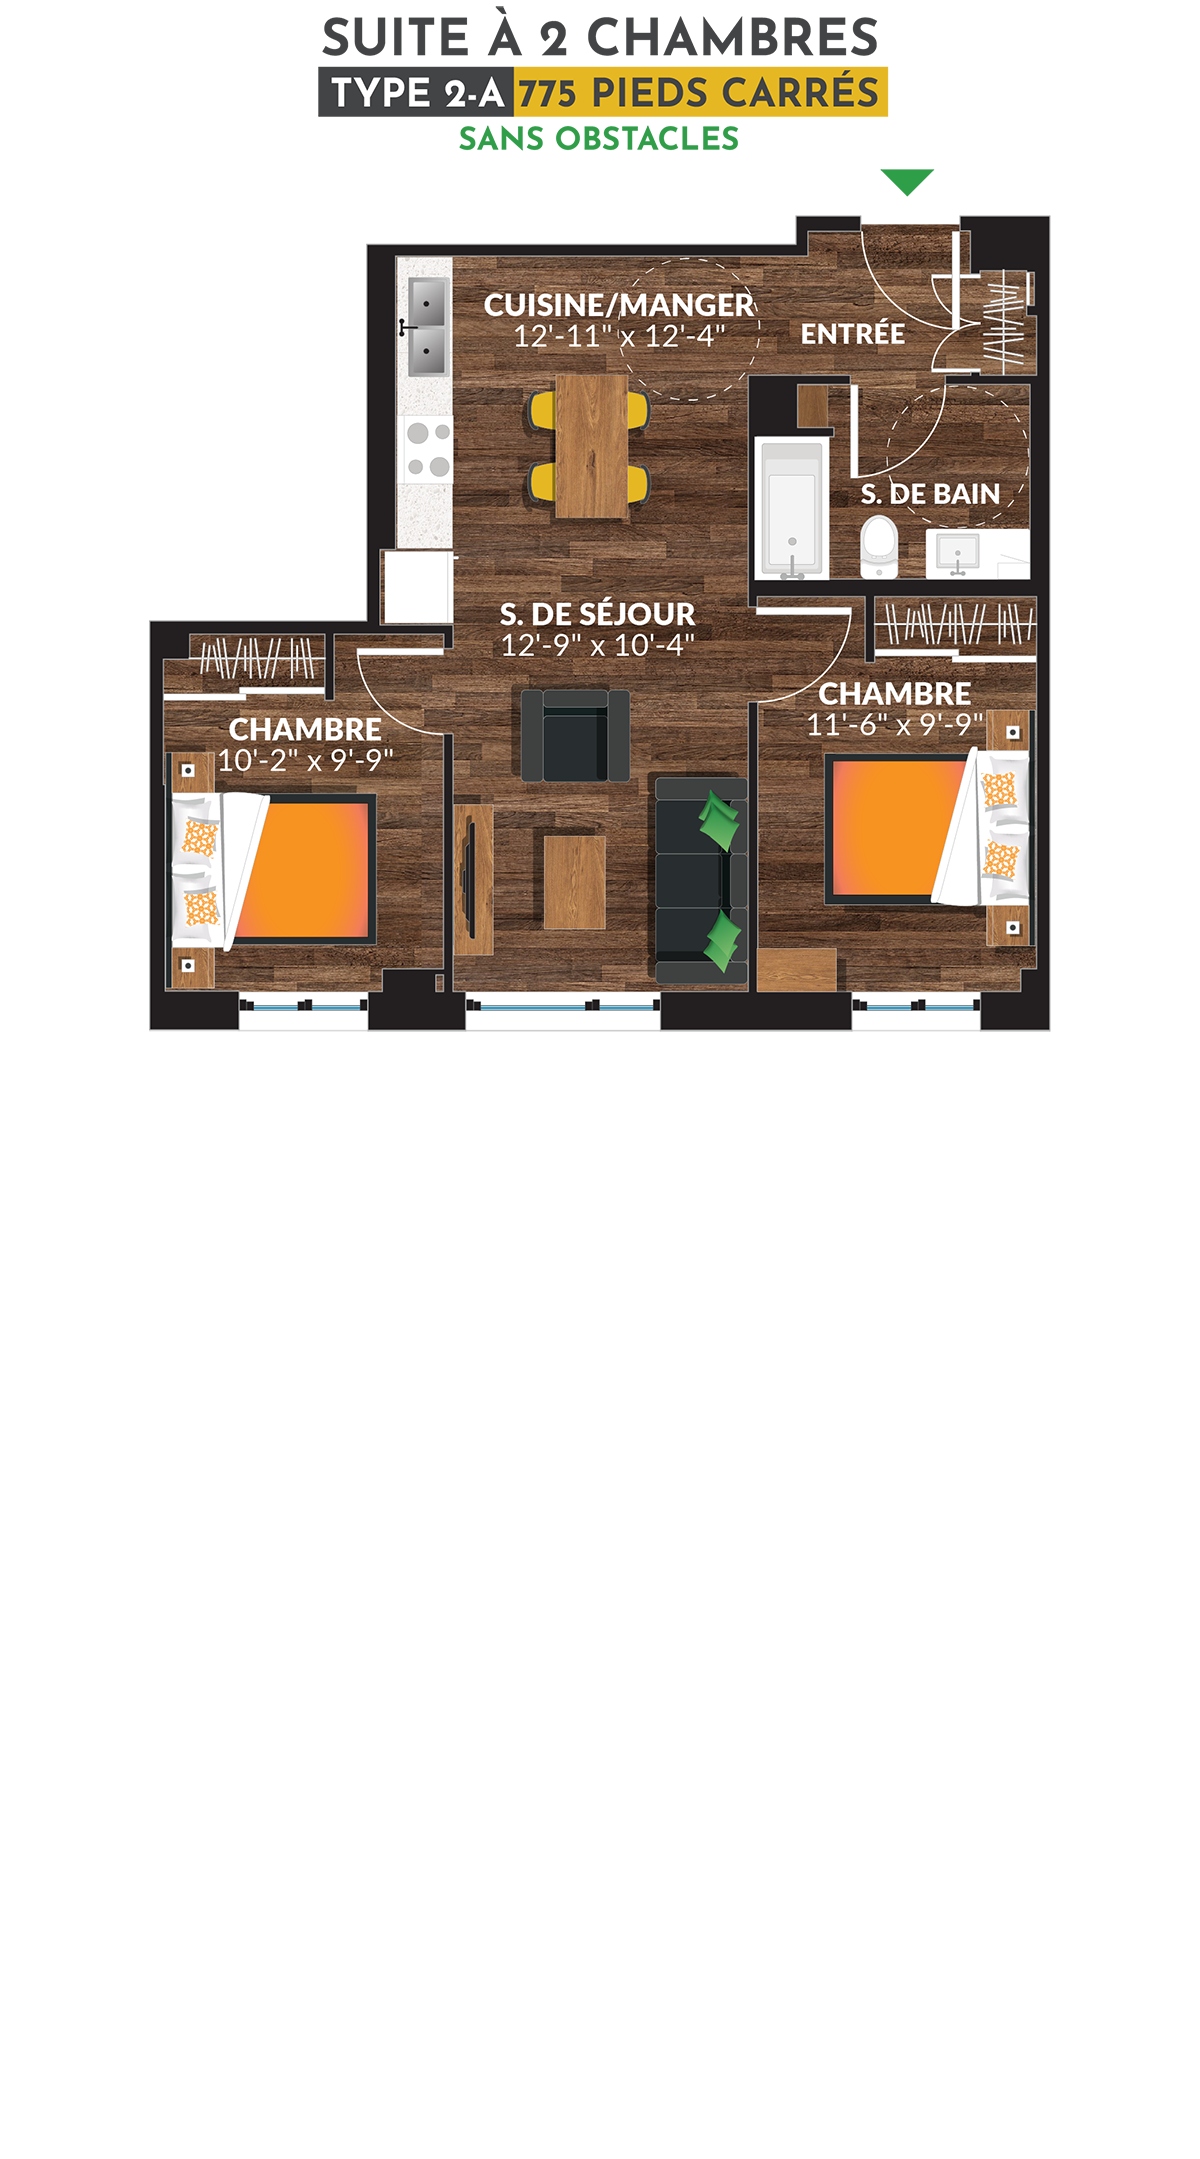 SUITE À 2 CHAMBRES
TYPE 2-A 775 PIEDS CARRÉS
SANS OBSTACLES
CUISINE/MANGER
12'-11" x 12'-4"
ENTRÉE
S. DE BAIN
S. DE SÉJOUR
12'-9" x 10'-4"
CHAMBRE
11'-6" x 9'-9"
CHAMBRE
10'-2" x 9'-9"